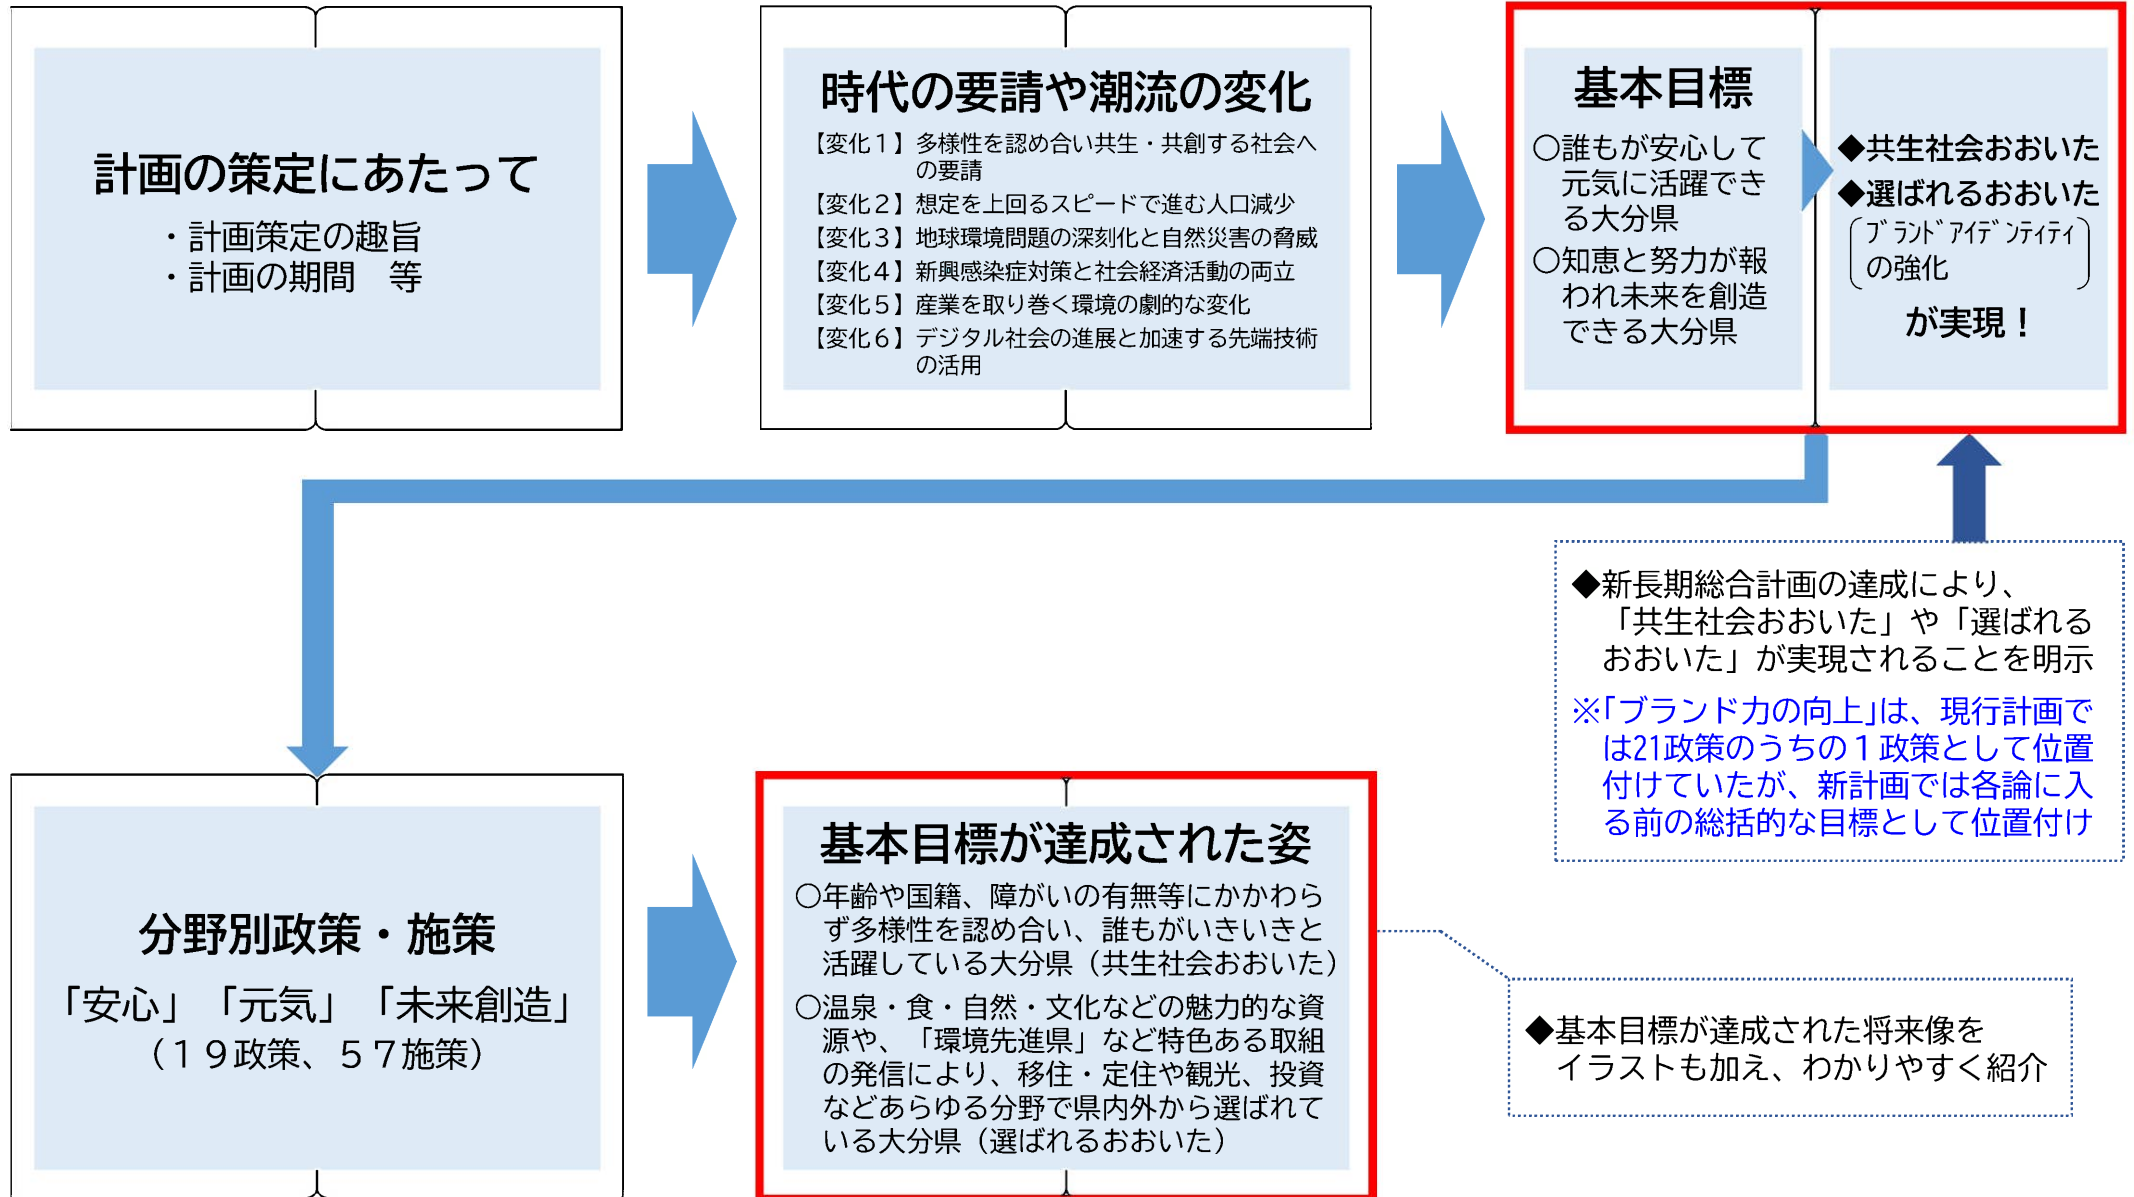 計画の策定にあたって
・計画策定の趣旨
・計画の期間　等
時代の要請や潮流の変化
【変化１】多様性を認め合い共生・共創する社会へ
の要請
【変化２】想定を上回るスピードで進む人口減少
【変化３】地球環境問題の深刻化と自然災害の脅威
【変化４】新興感染症対策と社会経済活動の両立
【変化５】産業を取り巻く環境の劇的な変化
【変化６】デジタル社会の進展と加速する先端技術
の活用
基本目標
○誰もが安心して
元気に活躍でき
る大分県
○知恵と努力が報
われ未来を創造
できる大分県
◆共生社会おおいた
◆選ばれるおおいた
ﾌﾞﾗﾝﾄﾞｱｲﾃﾞﾝﾃｨﾃｨ
の強化
が実現！
◆新長期総合計画の達成により、
「共生社会おおいた」や「選ばれる
おおいた」が実現されることを明示
※｢ブランド力の向上｣は、現行計画で
は21政策のうちの１政策として位置
付けていたが、新計画では各論に入
る前の総括的な目標として位置付け
分野別政策・施策
「安心」「元気」「未来創造」
（１９政策、５７施策）
基本目標が達成された姿
○年齢や国籍、障がいの有無等にかかわら
ず多様性を認め合い、誰もがいきいきと
活躍している大分県（共生社会おおいた）
○温泉・食・自然・文化などの魅力的な資
源や、「環境先進県」など特色ある取組
の発信により、移住・定住や観光、投資
などあらゆる分野で県内外から選ばれて
いる大分県（選ばれるおおいた）
◆基本目標が達成された将来像を
イラストも加え、わかりやすく紹介